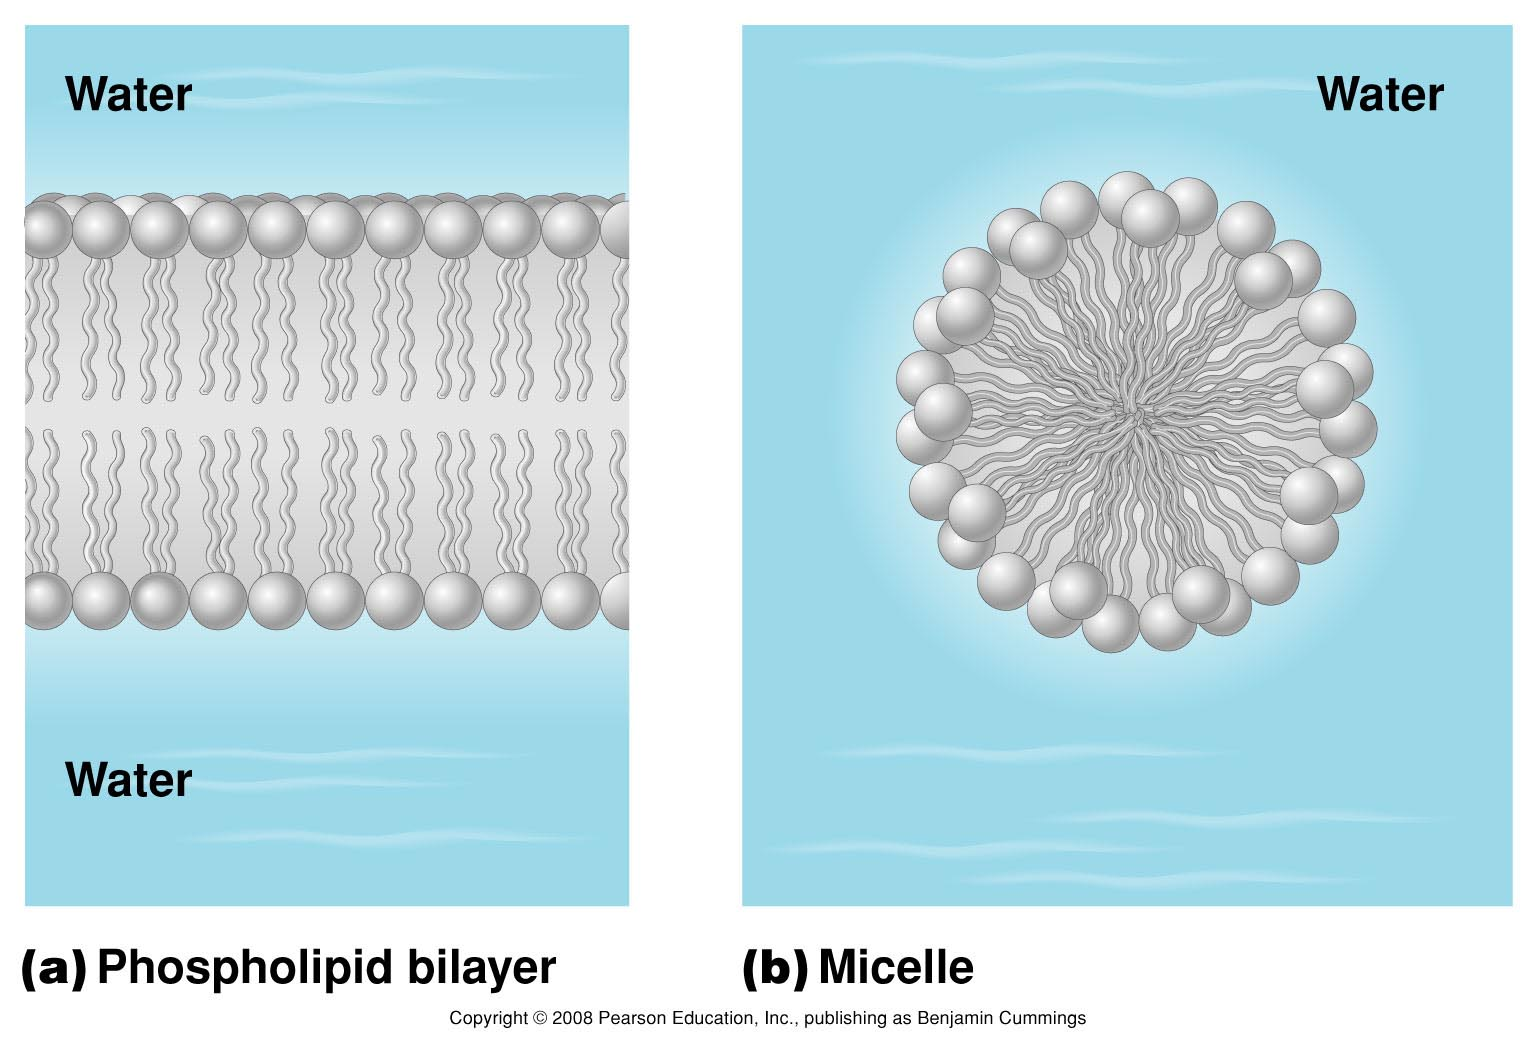 Water
Water
Water
(a) Phospholipid bilayer
(b) Micelle
Copyright © 2008 Pearson Education, Inc., publishing as Benjamin Cummings